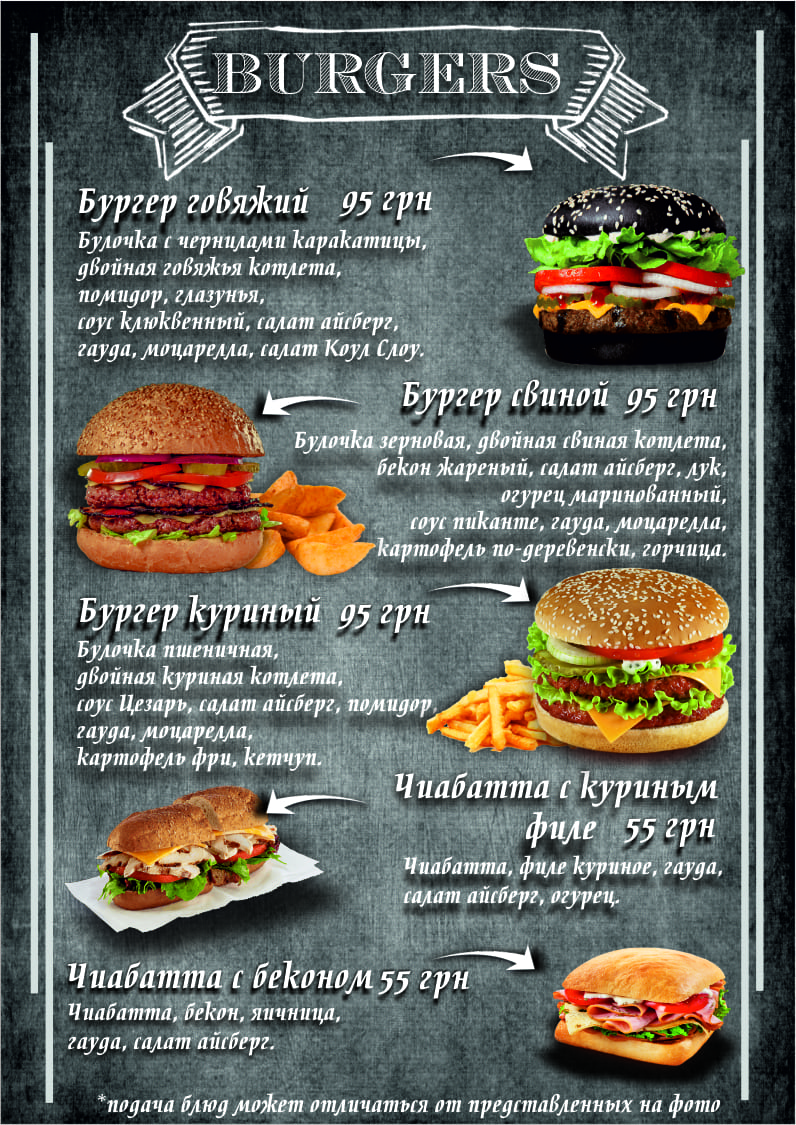 BURGERS
Бургер говяжий 95 грн
Булочка с чернилами каракатицы,
двойная говяжья котлета,
помидор, глазунья,
соус клюквенный, салат айсберг,
гауда, моцарелла, салат Коул Слоу.
Бургер свиной 95 грн
Булочка зерновая, двойная свиная котлета,
бекон жареный, салат айсберг, лук,
огурец маринованный,
соус пиканте, гауда, моцарелла,
картофель по-деревенски, горчица.
Бургер куриный 95 грн
Булочка пшеничная,
двойная куриная котлета,
соус Цезарь, салат айсберг, помидор,
гауда, моцарелла,
картофель фри, кетчуп.
Чиабатта с куриным
филе 55 грн
Чиабатта, филе куриное, гауда,
салат айсберг, огурец.
Чиабатта с беконом 55 грн
Чиабатта, бекон, яичница,
гауда, салат айсберг.
*подача блюд может отличаться от представленных на фото